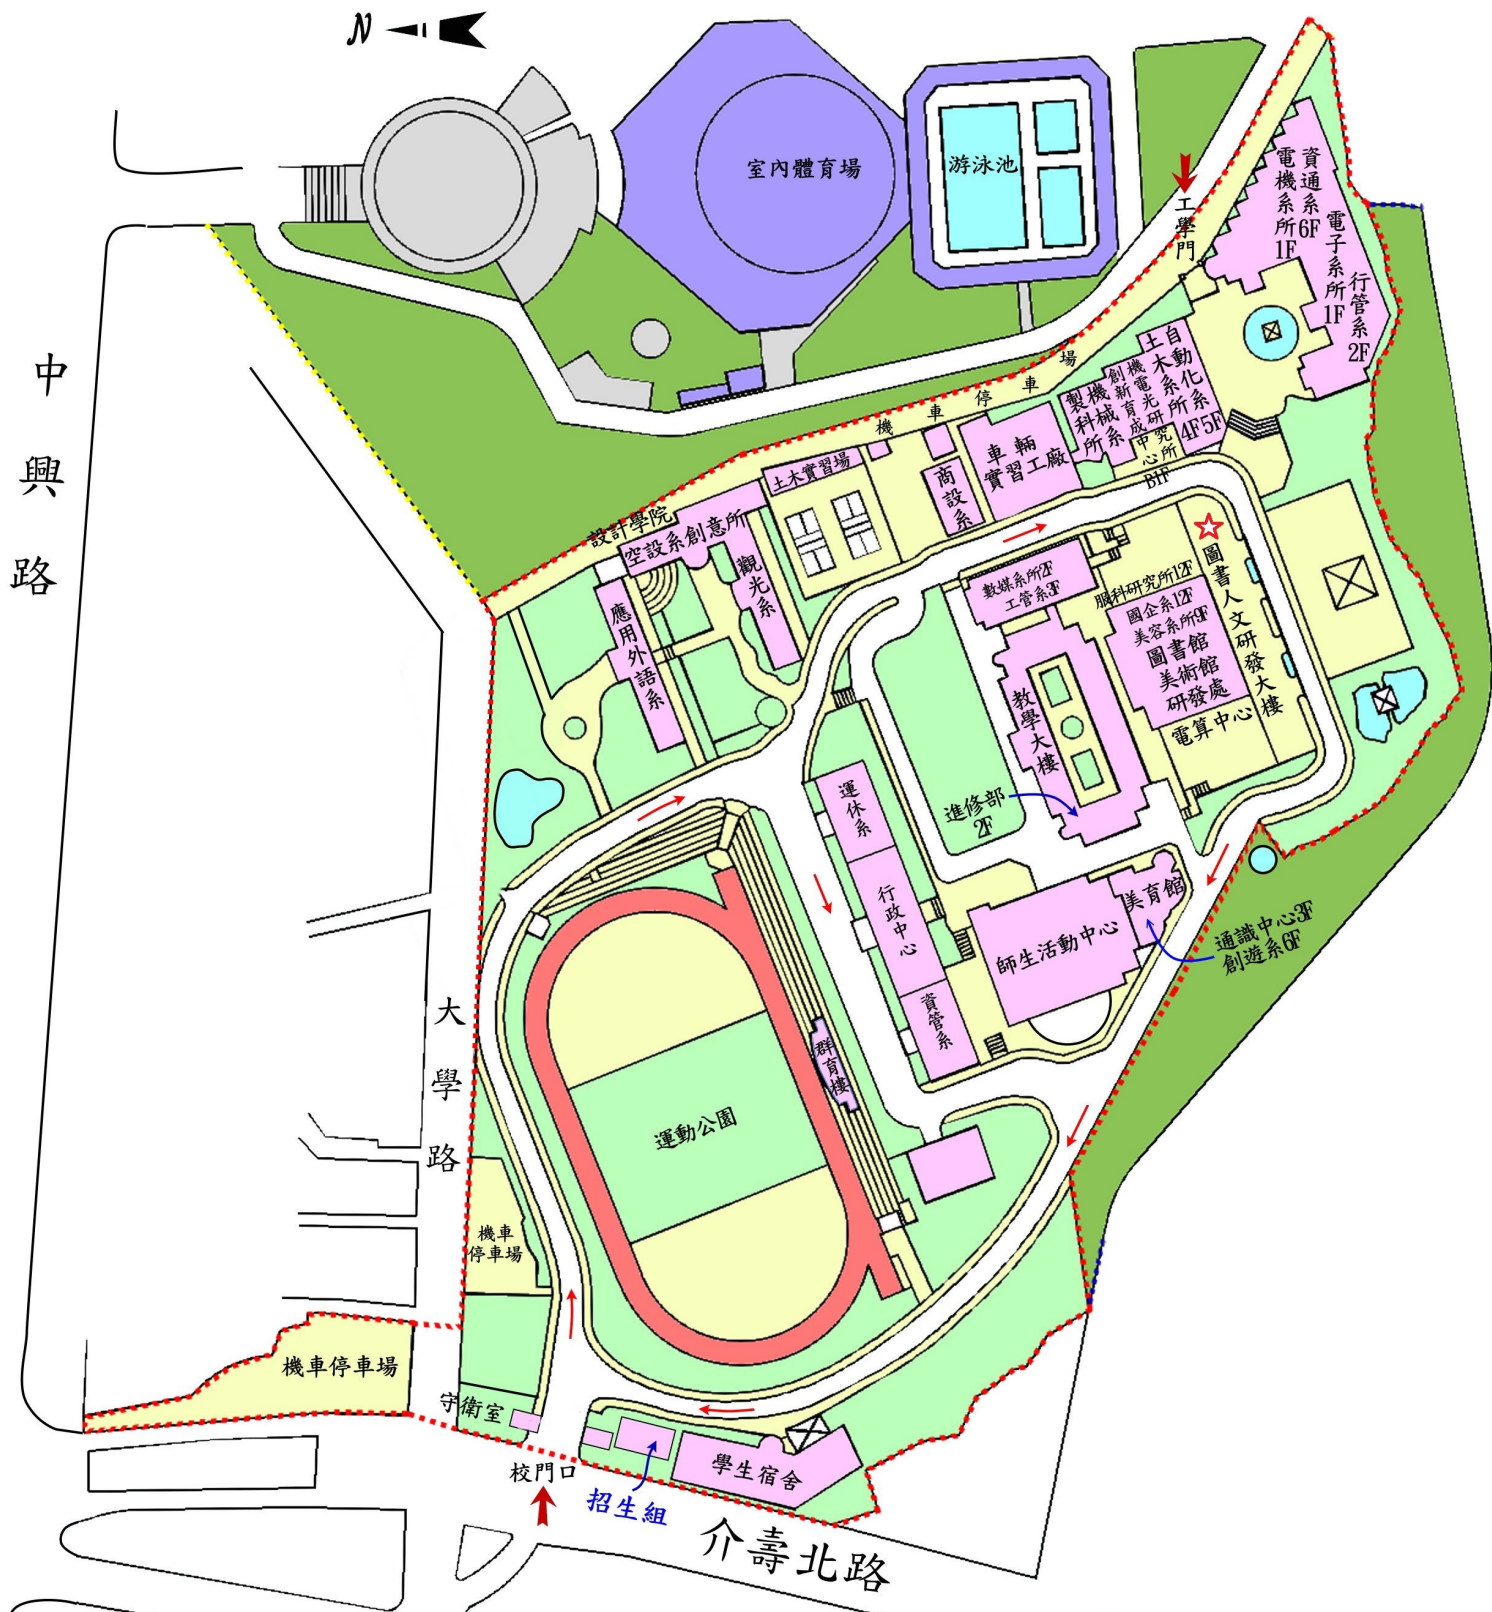 N
室內體育場
游泳池
工學門
電機系所1F
資通系6F
電子系所1F
行管系2F
中興路
機車停車場
土木系所4F
自動化系5F
創新育成中心
機電光研究所
B1F
製科所
機械系
車輛
實習工廠
商設系
土木實習場
設計學院
空設系創意所
觀光系
應用外語系
數媒系所2F
工管系3F
服科研究所12F
國企系12F
美容系所9F
圖書館
美術館
研發處
電算中心
圖書人文研發大樓
教學大樓
進修部
2F
運休系
行政中心
資管系
師生活動中心
美育館
通識中心3F
創遊系6F
群育樓
運動公園
大學路
機車
停車場
機車停車場
守衛室
校門口
招生組
學生宿舍
介壽北路